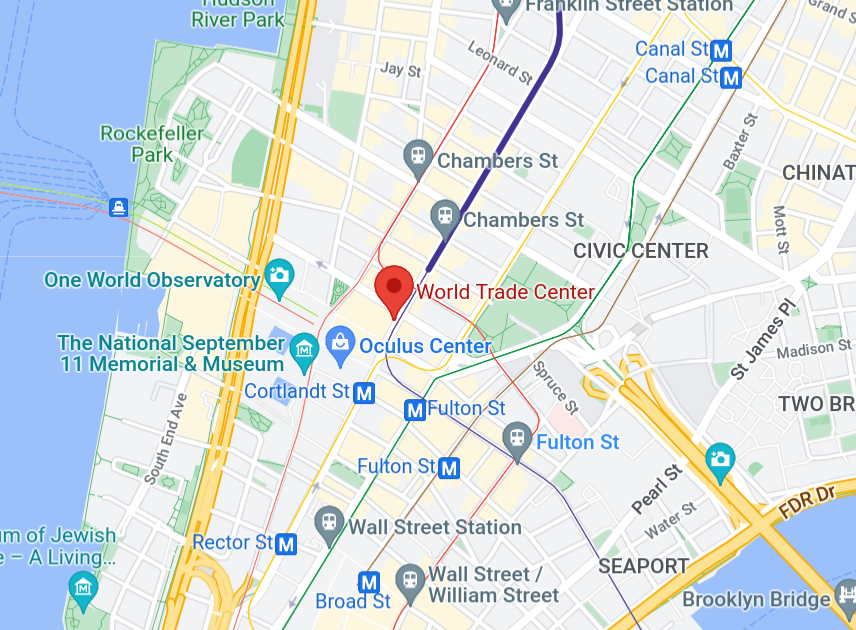 Hudson
River Park
Franklin Street Station
Grand S
Canal St M
Canal St M
Leonard St
Jay St
Rockefeller
Park
Baxter St
Chambers St
CHINAT
Chambers St
Mott St
CIVIC CENTER
One World Observatory
World Trade Center
St James Pl
The National September
11 Memorial & Museum
Oculus Center
Madison St
Cortlandt St M
Spruce St
M Fulton St
TWO BR
South End Ave
Fulton St
Fulton St M
Pearl St
FDR Dr
Water St
Wall Street Station
um of Jewish
e – A Living...
Rector St M
SEAPORT
M
Broad St
Wall Street /
William Street
Brooklyn Bridge